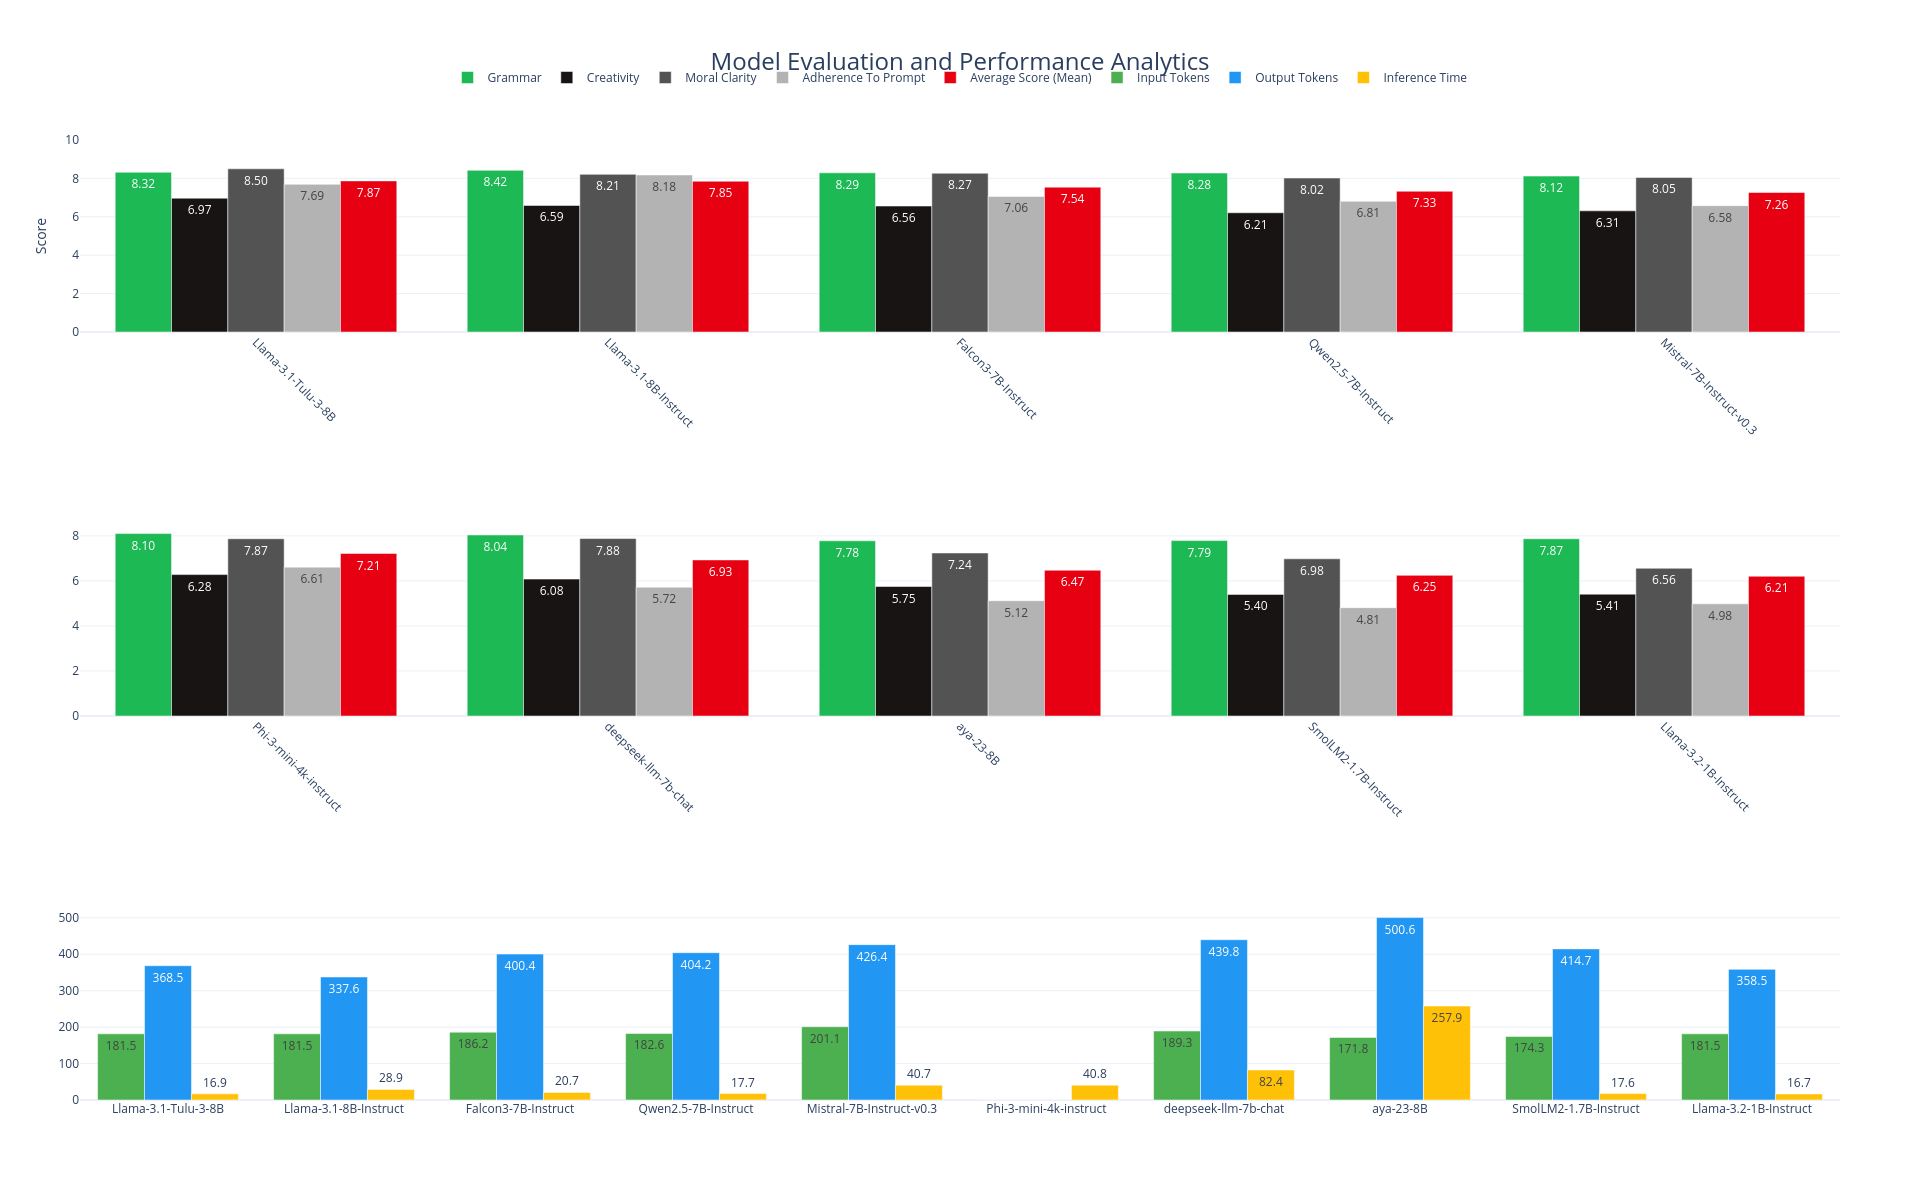 Model Evaluation and Performance Analytics
Grammar Creativity Moral Clarity Adherence To Prompt Average Score (Mean) Input Tokens Output Tokens Inference Time
Score
10
8
6
4
2
0
8.32 6.97 8.50 7.69 7.87
8.42 6.59 8.21 8.18 7.85
8.29 6.56 8.27 7.06 7.54
8.28 6.21 8.02 6.81 7.33
8.12 6.31 8.05 6.58 7.26
Llama-3.1-Tulu-3-8B
Llama-3.1-8B-Instruct
Falcon3-7B-Instruct
Qwen2.5-7B-Instruct
Mistral-7B-Instruct-v0.3
8
6
4
2
0
8.10 6.28 7.87 6.61 7.21
8.04 6.08 7.88 5.72 6.93
7.78 5.75 7.24 5.12 6.47
7.79 5.40 6.98 4.81 6.25
7.87 5.41 6.56 4.98 6.21
Phi-3-mini-4k-instruct
deepseek-llm-7b-chat
aya-23-8B
SmolLM2-1.7B-Instruct
Llama-3.2-1B-Instruct
500
400
300
200
100
0
181.5 368.5 16.9
181.5 337.6 28.9
186.2 400.4 20.7
182.6 404.2 17.7
201.1 426.4 40.7
40.8
189.3 439.8 82.4
171.8 500.6 257.9
174.3 414.7 17.6
181.5 358.5 16.7
Llama-3.1-Tulu-3-8B Llama-3.1-8B-Instruct Falcon3-7B-Instruct Qwen2.5-7B-Instruct Mistral-7B-Instruct-v0.3 Phi-3-mini-4k-instruct deepseek-llm-7b-chat aya-23-8B SmolLM2-1.7B-Instruct Llama-3.2-1B-Instruct